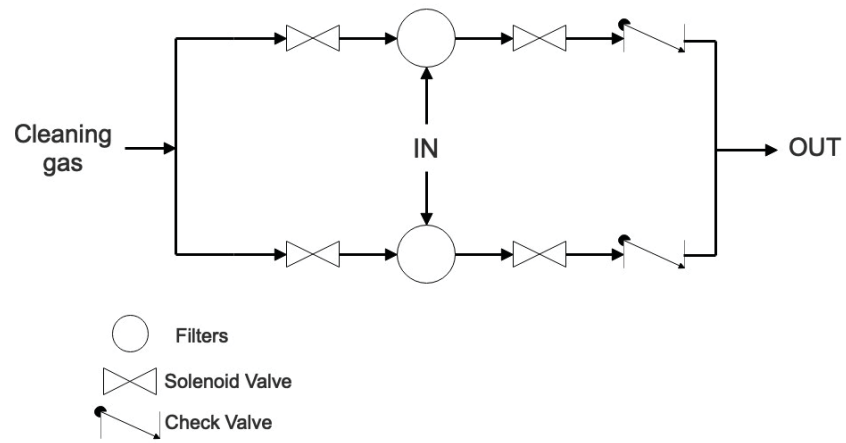 Cleaning
gas
IN
OUT
Filters
Solenoid Valve
Check Valve